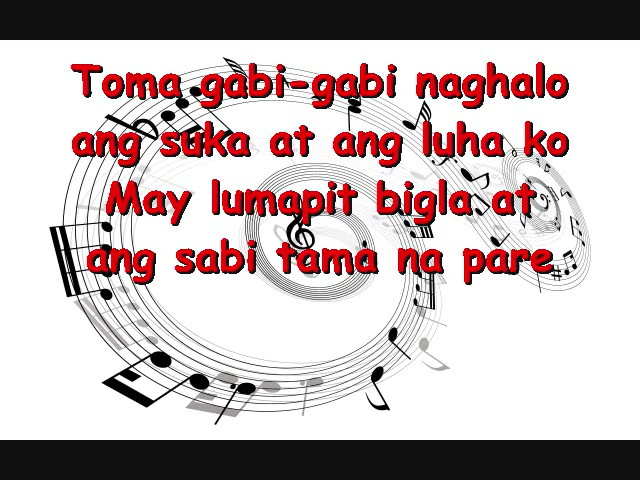 Toma gabi-gabi naghalo
ang suka at ang luha ko
May lumapit bigla at
ang sabi tama na pare